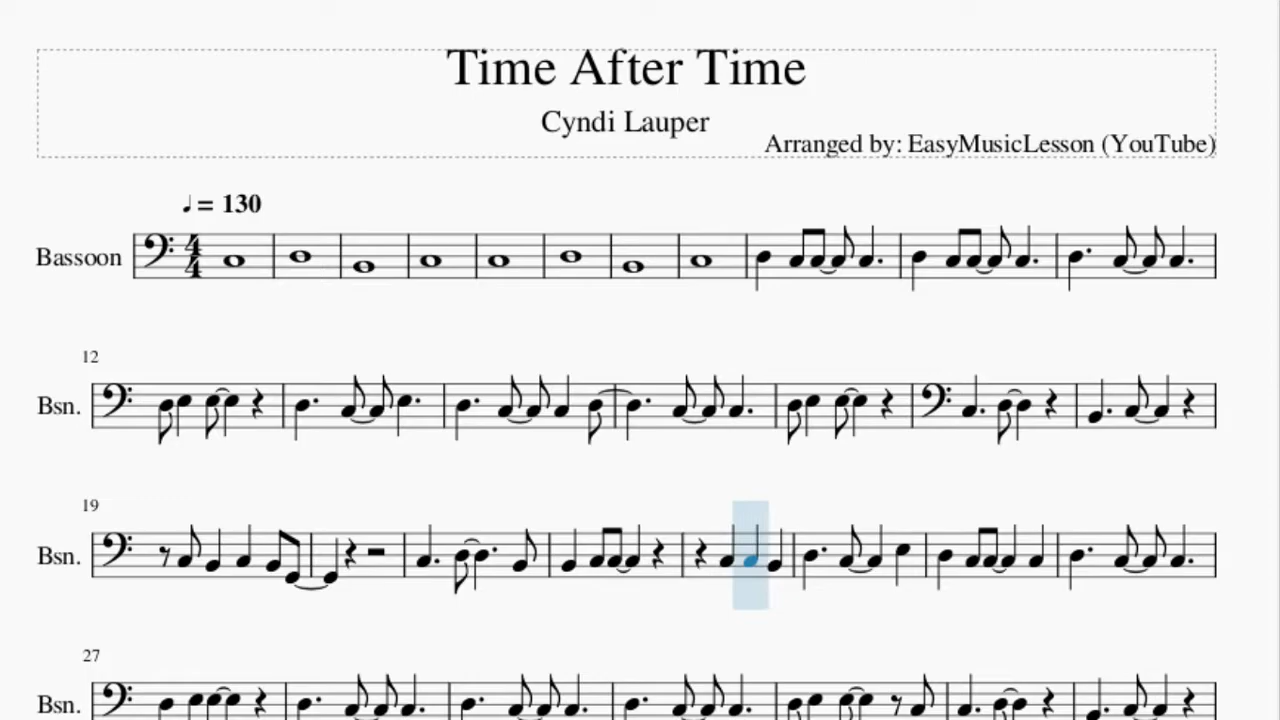 Time After Time
Cyndi Lauper
Arranged by: EasyMusicLesson (YouTube)
♩ = 130
Bassoon
12
Bsn.
19
Bsn.
27
Bsn.